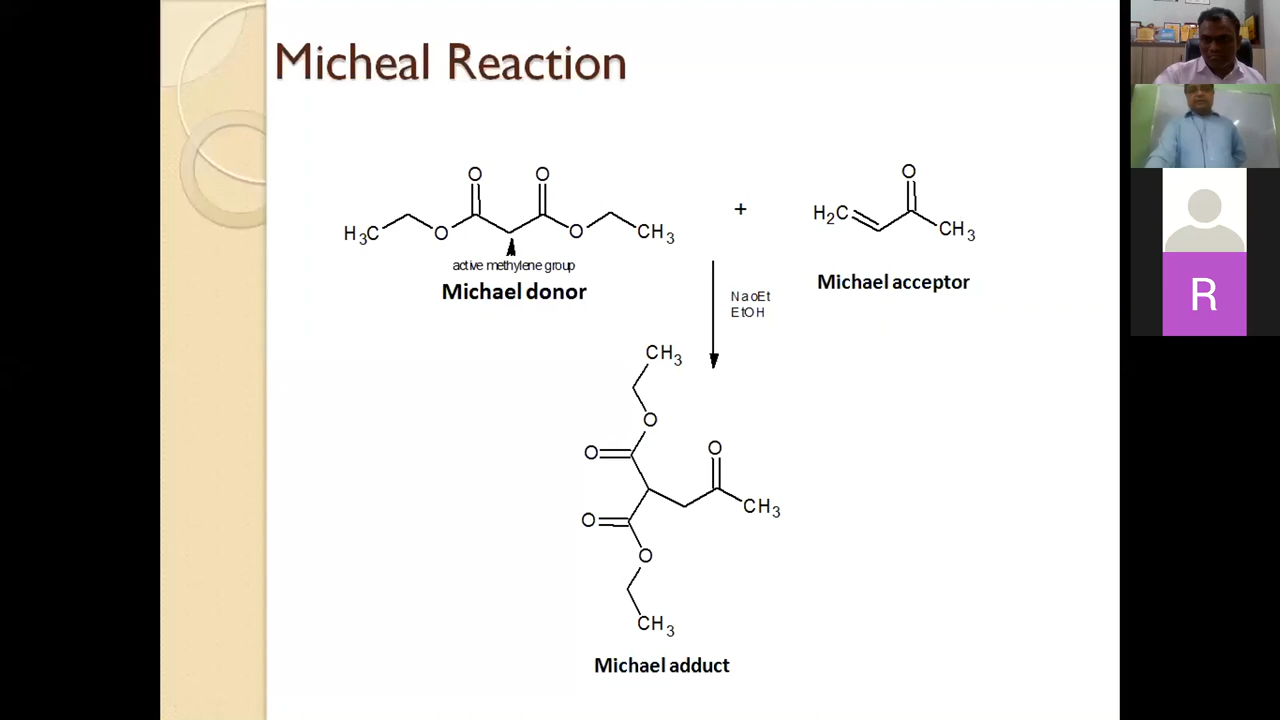 Micheal Reaction
O O
H₃C O O CH₃
active methylene group
Michael donor
+
O
H₂C CH₃
Michael acceptor
NaoEt
EtOH
CH₃
O
O O
CH₃
O
O
CH₃
Michael adduct
R